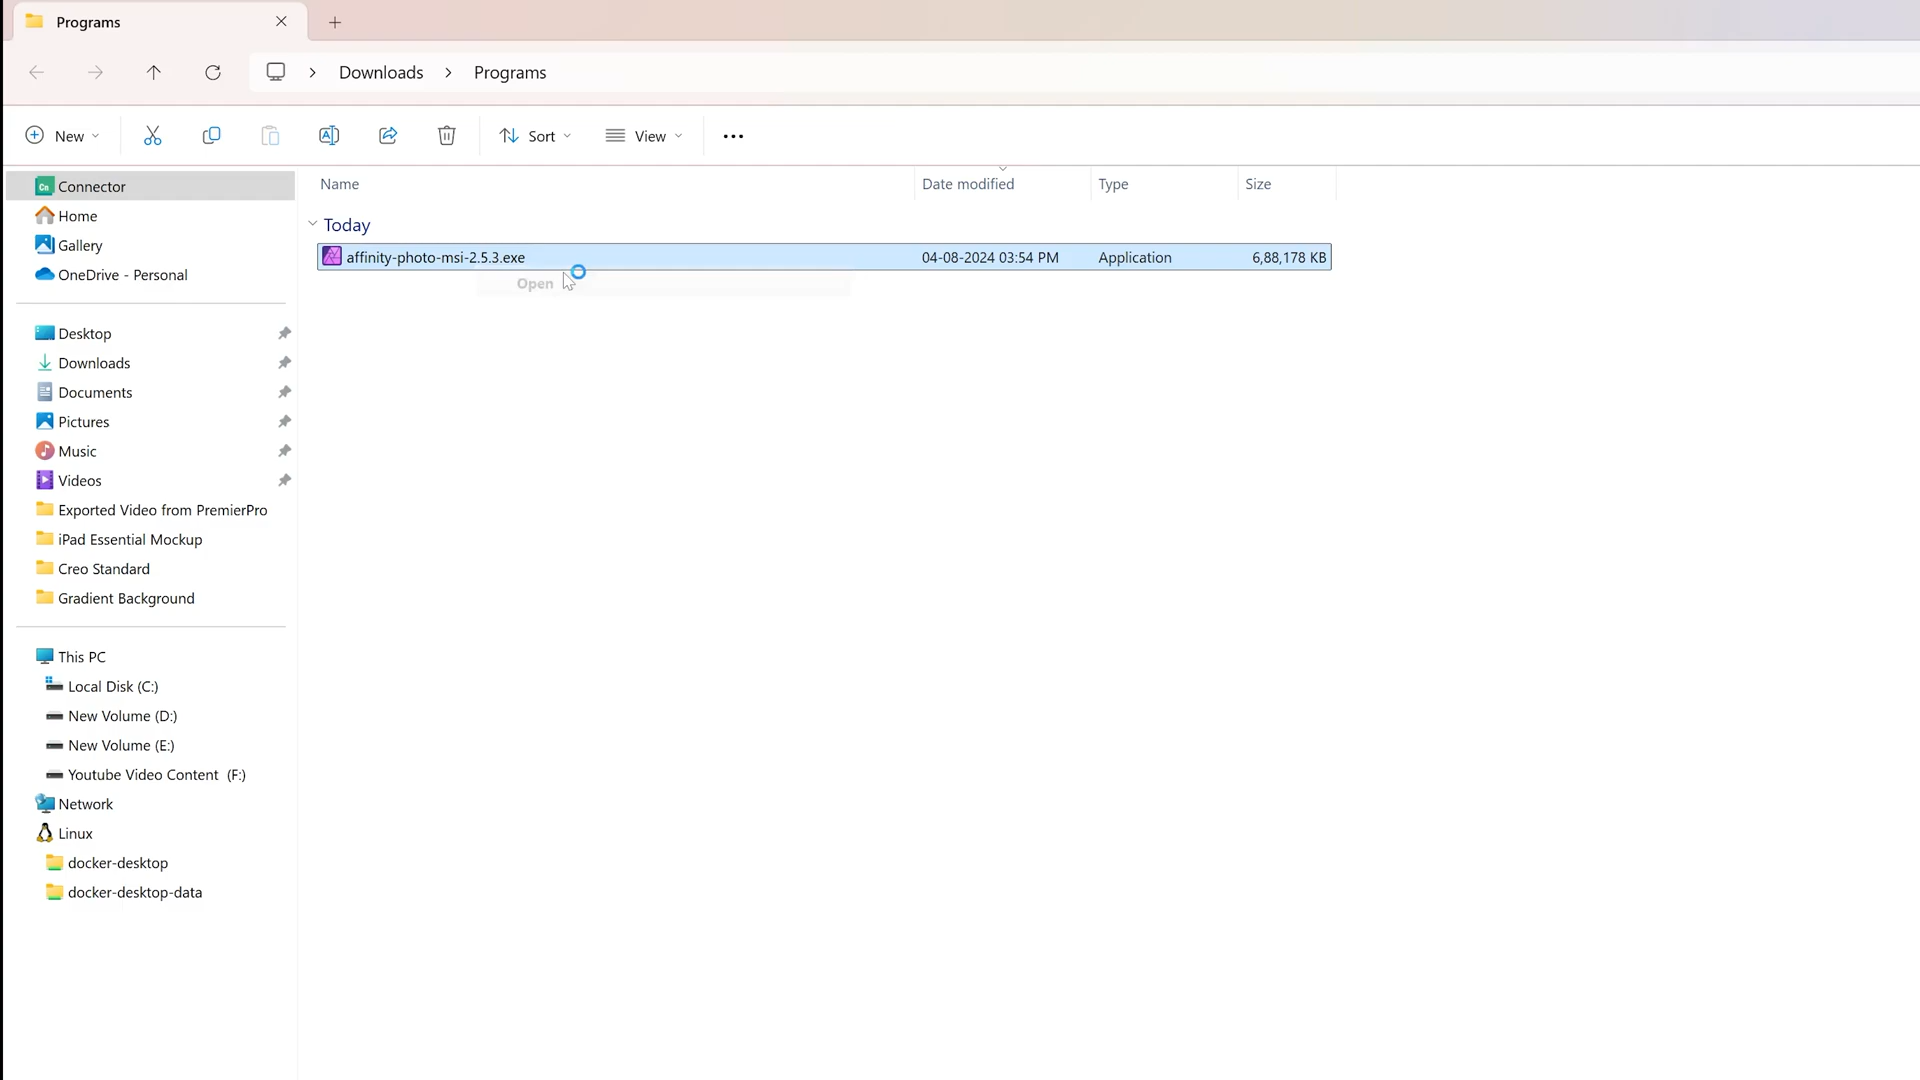 Programs
Downloads
Programs
New
Sort
View
Name
Date modified
Type
Size
Today
affinity-photo-msi-2.5.3.exe
04-08-2024 03:54 PM
Application
6,88,178 KB
Open
Cn
Connector
Home
Gallery
OneDrive - Personal
Desktop
Downloads
Documents
Pictures
Music
Videos
Exported Video from PremierPro
iPad Essential Mockup
Creo Standard
Gradient Background
This PC
Local Disk (C:)
New Volume (D:)
New Volume (E:)
Youtube Video Content (F:)
Network
Linux
docker-desktop
docker-desktop-data